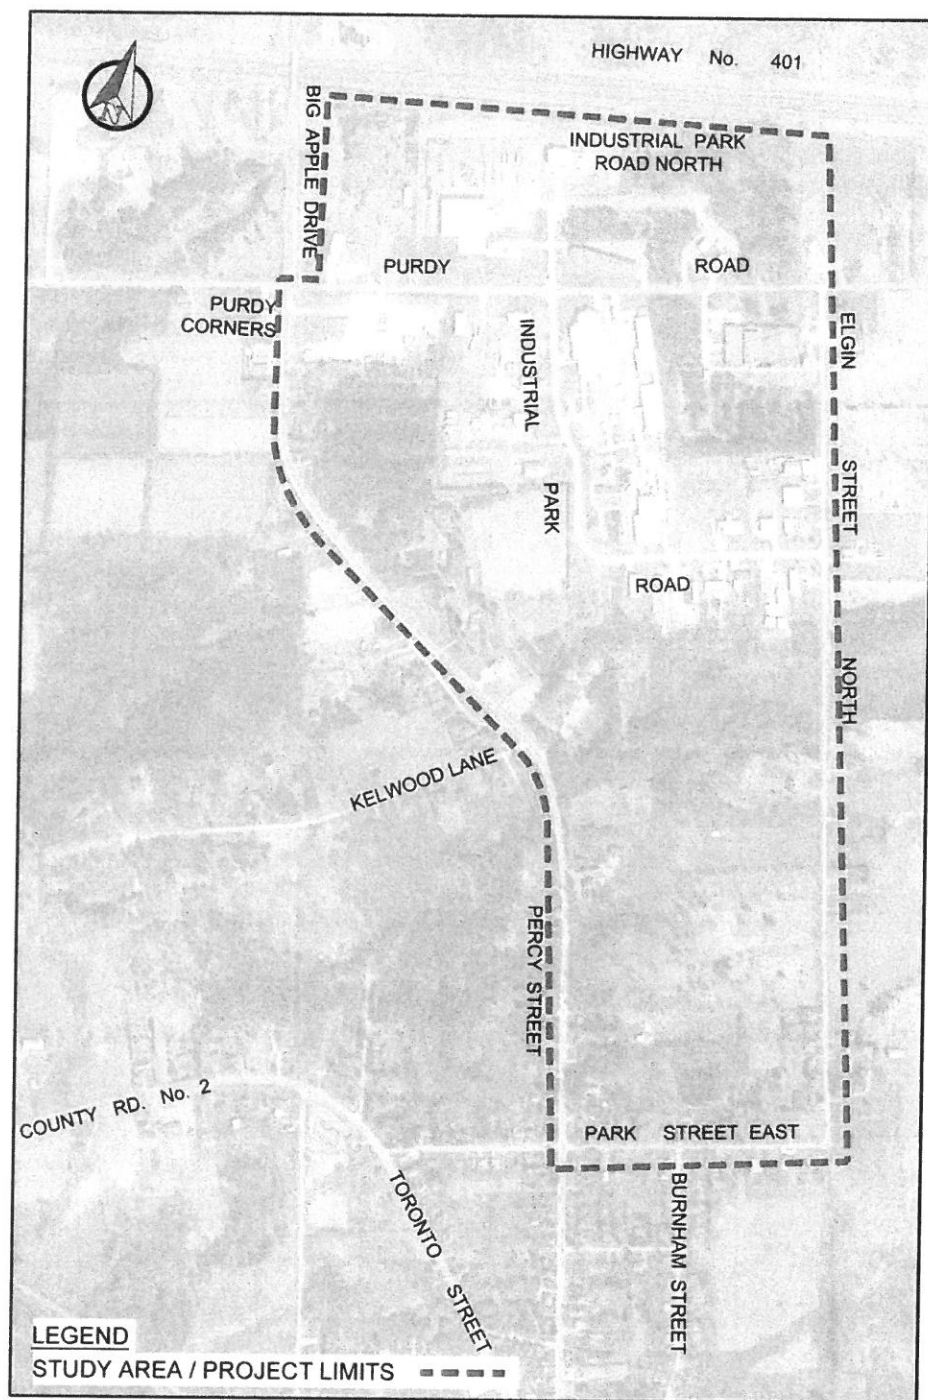 HIGHWAY No. 401
N
BIG APPLE DRIVE
INDUSTRIAL PARK
ROAD NORTH
PURDY ROAD
PURDY
CORNERS
INDUSTRIAL PARK ROAD
ELGIN STREET NORTH
KELWOOD LANE
PERCY STREET
COUNTY RD. No. 2
PARK STREET EAST
TORONTO STREET
BURNHAM STREET
LEGEND
STUDY AREA / PROJECT LIMITS